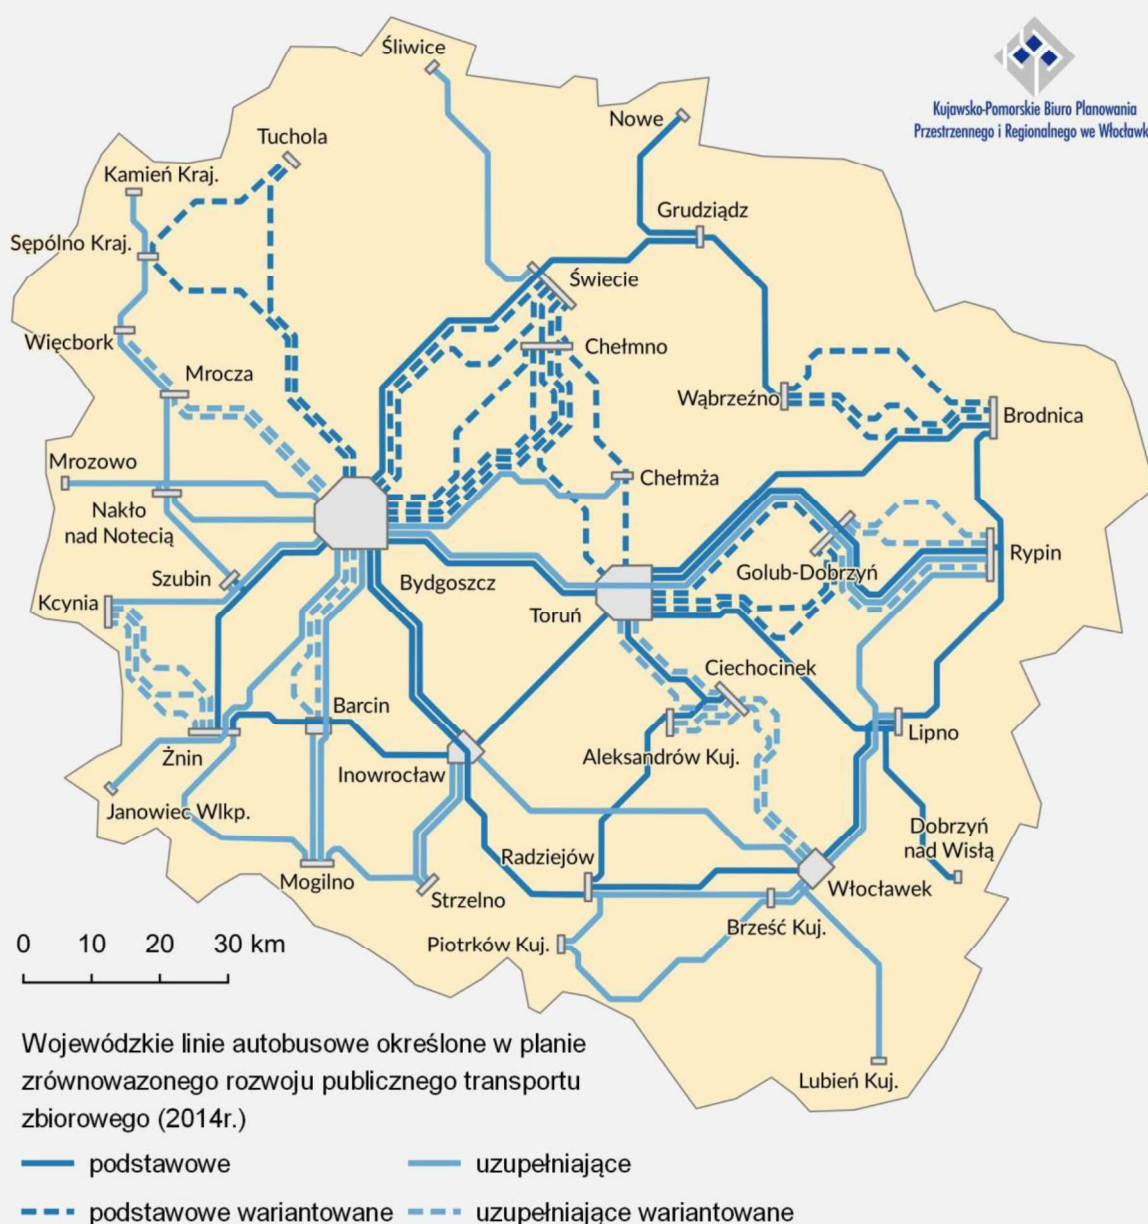 Śliwice
Nowe
Kujawsko-Pomorskie Biuro Planowania
Przestrzennego i Regionalnego we Włocławk
Tuchola
Kamień Kraj.
Grudziądz
Sępólno Kraj.
Świecie
Więcbork
Chełmno
Mrocza
Wąbrzeźno
Brodnica
Mrozowo
Chełmża
Nakło
nad Notecią
Rypin
Szubin
Bydgoszcz
Golub-Dobrzyń
Kcynia
Toruń
Ciechocinek
Barcin
Lipno
Żnin
Inowrocław
Aleksandrów Kuj.
Janowiec Wlkp.
Dobrzyń
nad Wisłą
Radziejów
Mogilno
Strzelno
Włocławek
Brześć Kuj.
Piotrków Kuj.
0 10 20 30 km
Lubień Kuj.
Wojewódzkie linie autobusowe określone w planie
zrównowazonego rozwoju publicznego transportu
zbiorowego (2014r.)
podstawowe
uzupełniające
podstawowe wariantowane
uzupełniające wariantowane